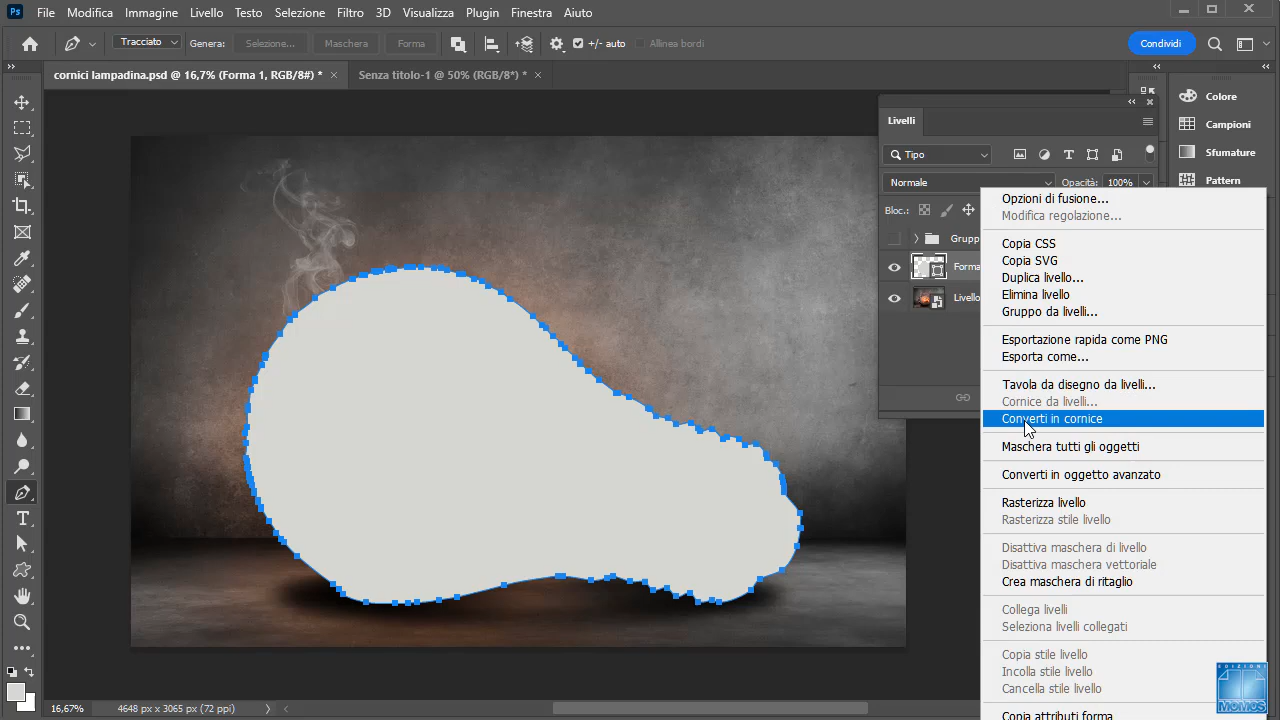 Ps File Modifica Immagine Livello Testo Selezione Filtro 3D Visualizza Plugin Finestra Aiuto
Tracciato Genera: Selezione... Maschera Forma +/- auto Allinea bordi Condividi
cornici lampadina.psd @ 16,7% (Forma 1, RGB/8#) * Senza titolo-1 @ 50% (RGB/8*) *
Livelli
Tipo
Normale Opacità: 100%
Bloc.:
Grupp
Forma
Livello
Colore
Campioni
Sfumature
Pattern
Opzioni di fusione...
Modifica regolazione...
Copia CSS
Copia SVG
Duplica livello...
Elimina livello
Gruppo da livelli...
Esportazione rapida come PNG
Esporta come...
Tavola da disegno da livelli...
Cornice da livelli...
Converti in cornice
Maschera tutti gli oggetti
Converti in oggetto avanzato
Rasterizza livello
Rasterizza stile livello
Disattiva maschera di livello
Disattiva maschera vettoriale
Crea maschera di ritaglio
Collega livelli
Seleziona livelli collegati
Copia stile livello
Incolla stile livello
Cancella stile livello
Copia attributi forma
16,67% 4648 px x 3065 px (72 ppi)
EDIZIONI
MOMOS